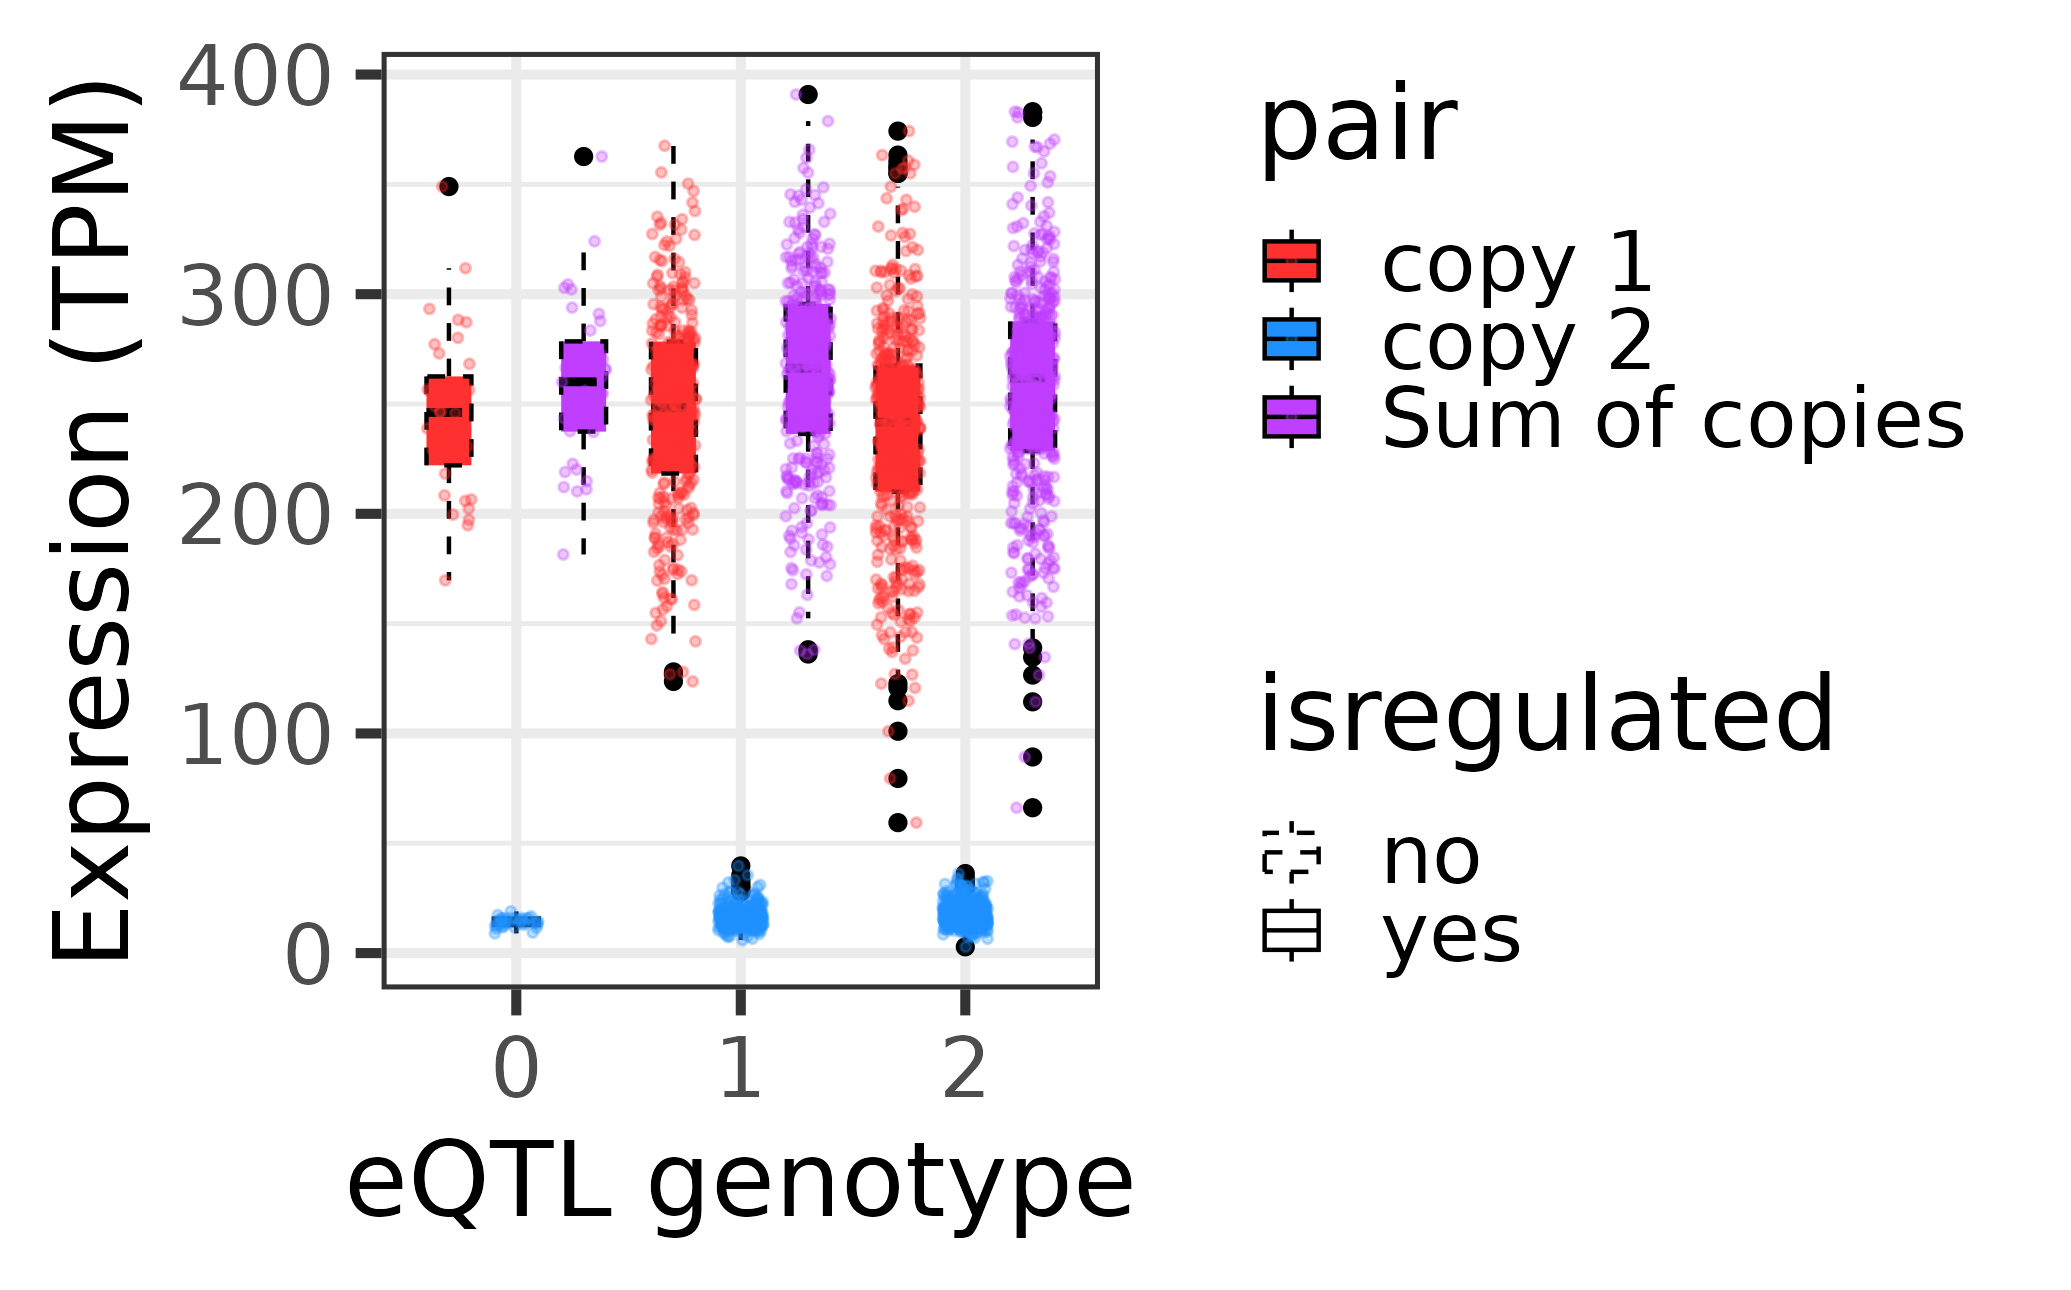 400
300
200
100
0
Expression (TPM)
0 1 2
eQTL genotype
pair
copy 1
copy 2
Sum of copies
isregulated
no
yes